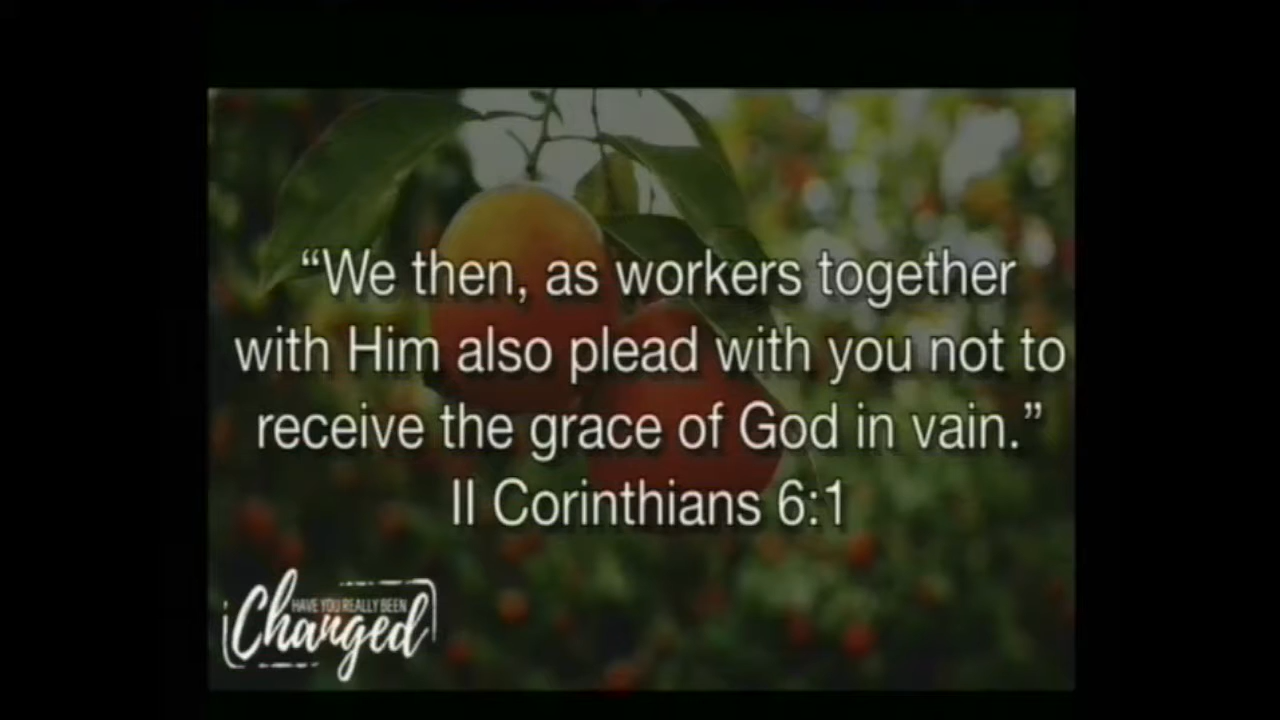 “We then, as workers together
with Him also plead with you not to
receive the grace of God in vain.”
II Corinthians 6:1
HAVE YOU REALLY BEEN
Changed